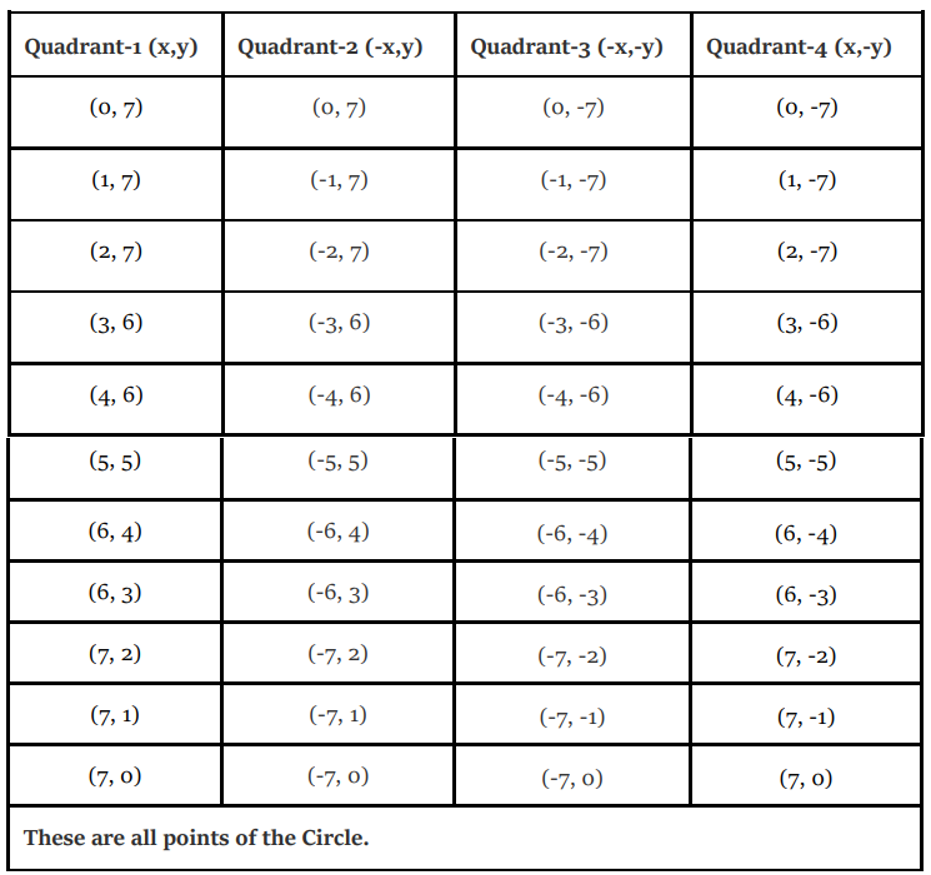 Quadrant-1 (x,y) Quadrant-2 (-x,y) Quadrant-3 (-x,-y) Quadrant-4 (x,-y)
(0, 7) (0, 7) (0, -7) (0, -7)
(1, 7) (-1, 7) (-1, -7) (1, -7)
(2, 7) (-2, 7) (-2, -7) (2, -7)
(3, 6) (-3, 6) (-3, -6) (3, -6)
(4, 6) (-4, 6) (-4, -6) (4, -6)
(5, 5) (-5, 5) (-5, -5) (5, -5)
(6, 4) (-6, 4) (-6, -4) (6, -4)
(6, 3) (-6, 3) (-6, -3) (6, -3)
(7, 2) (-7, 2) (-7, -2) (7, -2)
(7, 1) (-7, 1) (-7, -1) (7, -1)
(7, 0) (-7, 0) (-7, 0) (7, 0)
These are all points of the Circle.